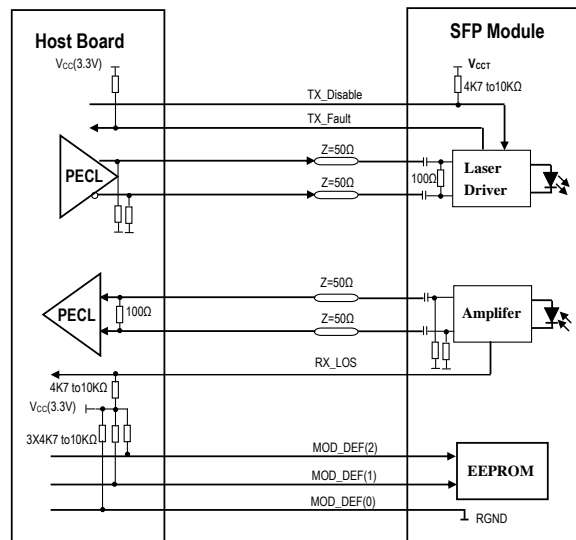 Host Board
SFP Module
VCC(3.3V)
VCCT
4K7 to10KΩ
TX_Disable
TX_Fault
PECL
Z=50Ω
Z=50Ω
100Ω
Laser
Driver
PECL
100Ω
Z=50Ω
Z=50Ω
Amplifer
RX_LOS
4K7 to10KΩ
VCC(3.3V)
3X4K7 to10KΩ
MOD_DEF(2)
MOD_DEF(1)
EEPROM
MOD_DEF(0)
RGND